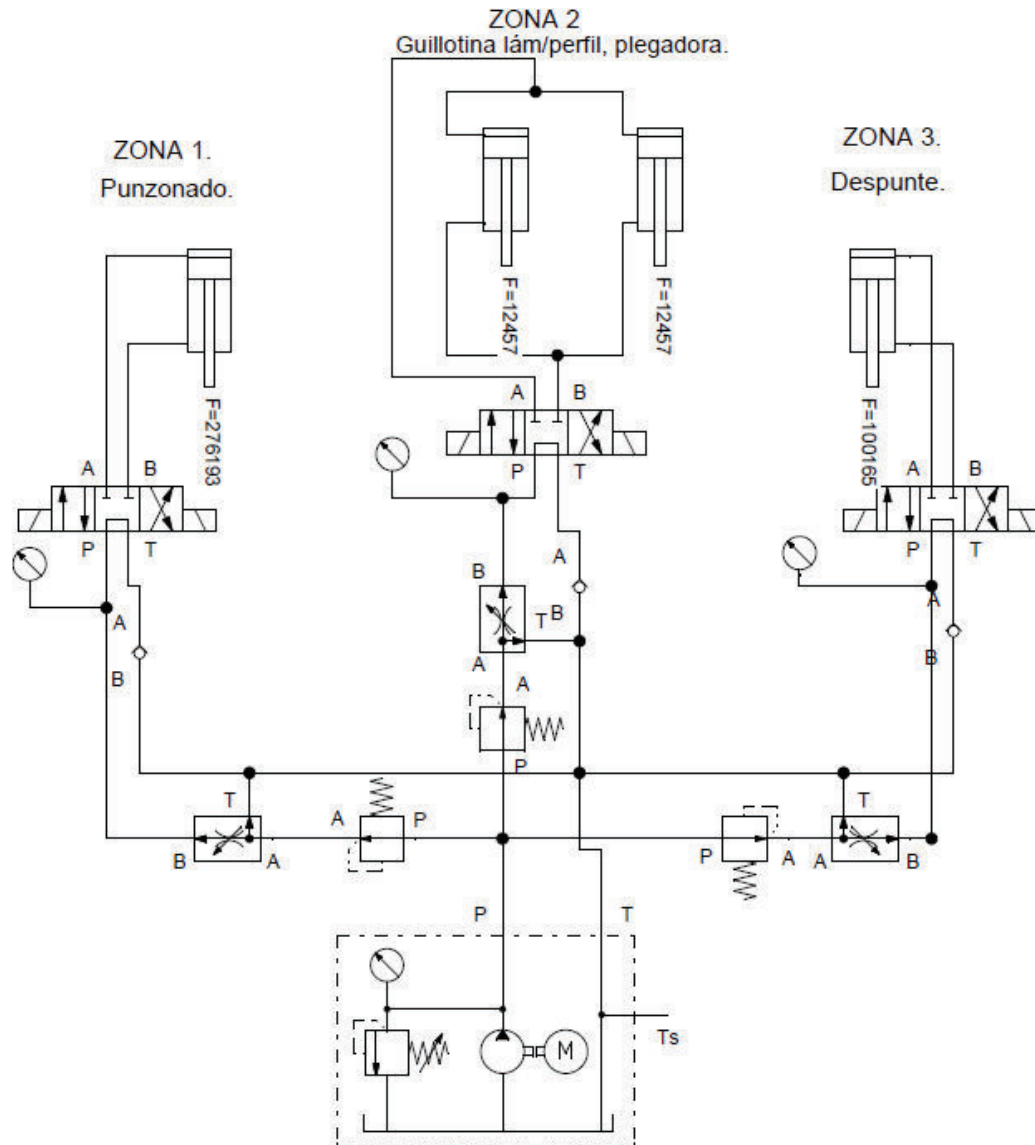 ZONA 2
Guillotina lám/perfil, plegadora.
ZONA 1.
Punzonado.
ZONA 3.
Despunte.
F=12457
F=12457
F=276193
F=100165
A B
P T
A B
P T
A B
P T
A
B
A
B
T
B
A
A
P
A
B
T
B
A
A
P
T
P
A
A
B
P
T
M
Ts